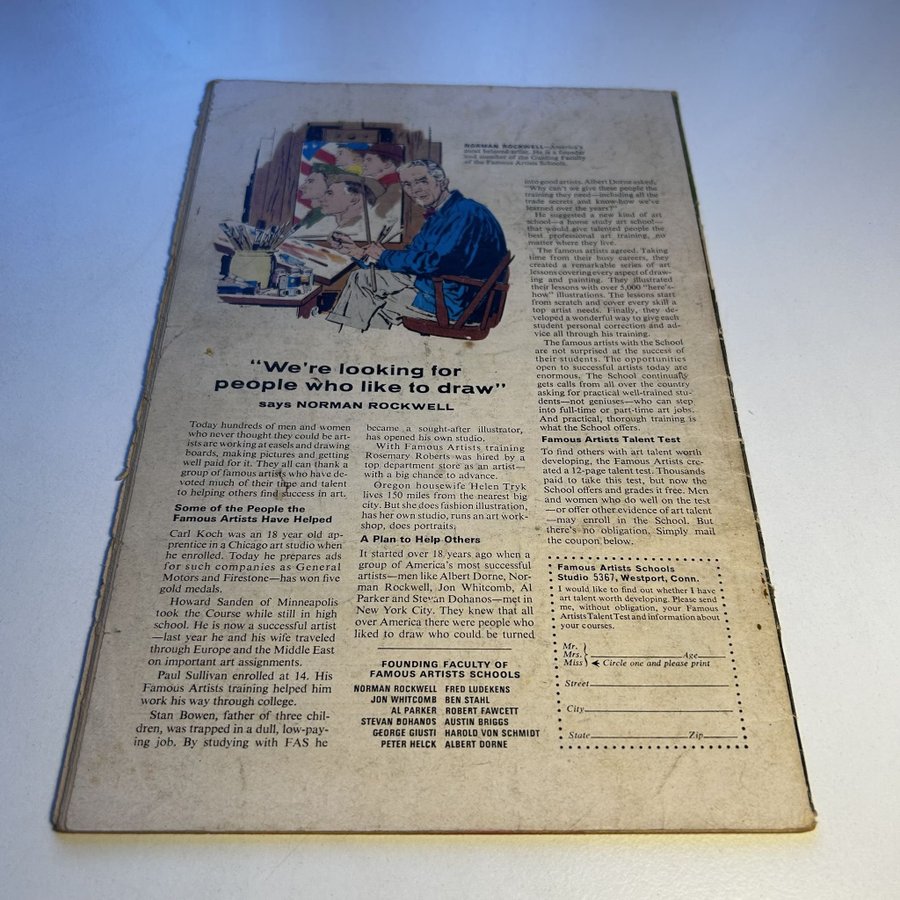 NORMAN ROCKWELL—America's
most beloved artist. He is a founder
and member of the Guiding Faculty
of the Famous Artists Schools.
"We're looking for
people who like to draw"
says NORMAN ROCKWELL
Today hundreds of men and women
who never thought they could be art-
ists are working at easels and drawing
boards, making pictures and getting
well paid for it. They all can thank a
group of famous artists who have de-
voted much of their time and talent
to helping others find success in art.
Some of the People the
Famous Artists Have Helped
Carl Koch was an 18 year old ap-
prentice in a Chicago art studio when
he enrolled. Today he prepares ads
for such companies as General
Motors and Firestone—has won five
gold medals.
Howard Sanden of Minneapolis
took the Course while still in high
school. He is now a successful artist
—last year he and his wife traveled
through Europe and the Middle East
on important art assignments.
Paul Sullivan enrolled at 14. His
Famous Artists training helped him
work his way through college.
Stan Bowen, father of three chil-
dren, was trapped in a dull, low-pay-
ing job. By studying with FAS he
became a sought-after illustrator,
has opened his own studio.
With Famous Artists training
Rosemary Roberts was hired by a
top department store as an artist—
with a big chance to advance.
Oregon housewife Helen Tryk
lives 150 miles from the nearest big
city. But she does fashion illustration,
has her own studio, runs an art work-
shop, does portraits.
A Plan to Help Others
It started over 18 years ago when a
group of America's most successful
artists—men like Albert Dorne, Nor-
man Rockwell, Jon Whitcomb, Al
Parker and Stevan Dohanos—met in
New York City. They knew that all
over America there were people who
liked to draw who could be turned
into good artists. Albert Dorne asked,
"Why can't we give these people the
training they need—including all the
trade secrets and know-how we've
learned over the years?"
He suggested a new kind of art
school—a home study art school—
that would give talented people the
best professional art training, no
matter where they live.
The famous artists agreed. Taking
time from their busy careers, they
created a remarkable series of art
lessons covering every aspect of draw-
ing and painting. They illustrated
their lessons with over 5,000 "here's-
how" illustrations. The lessons start
from scratch and cover every skill a
top artist needs. Finally, they de-
veloped a wonderful way to give each
student personal correction and ad-
vice all through his training.
The famous artists with the School
are not surprised at the success of
their students. The opportunities
open to successful artists today are
enormous. The School continually
gets calls from all over the country
asking for practical well-trained stu-
dents—not geniuses—who can step
into full-time or part-time art jobs.
And practical, thorough training is
what the School offers.
Famous Artists Talent Test
To find others with art talent worth
developing, the Famous Artists cre-
ated a 12-page talent test. Thousands
paid to take this test, but now the
School offers and grades it free. Men
and women who do well on the test
—or offer other evidence of art talent
—may enroll in the School. But
there's no obligation. Simply mail
the coupon below.
FOUNDING FACULTY OF
FAMOUS ARTISTS SCHOOLS
NORMAN ROCKWELL FRED LUDEKENS
JON WHITCOMB BEN STAHL
AL PARKER ROBERT FAWCETT
STEVAN DOHANOS AUSTIN BRIGGS
GEORGE GIUSTI HAROLD VON SCHMIDT
PETER HELCK ALBERT DORNE
Famous Artists Schools
Studio 5367, Westport, Conn.
I would like to find out whether I have
art talent worth developing. Please send
me, without obligation, your Famous
Artists Talent Test and information about
your courses.
Mr.
Mrs. Age
Miss Circle one and please print
Street
City
State Zip